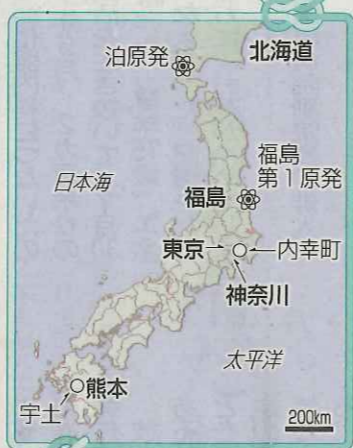 泊原発
北海道
日本海
福島
第1原発
福島
東京
内幸町
神奈川
太平洋
熊本
宇土
200km